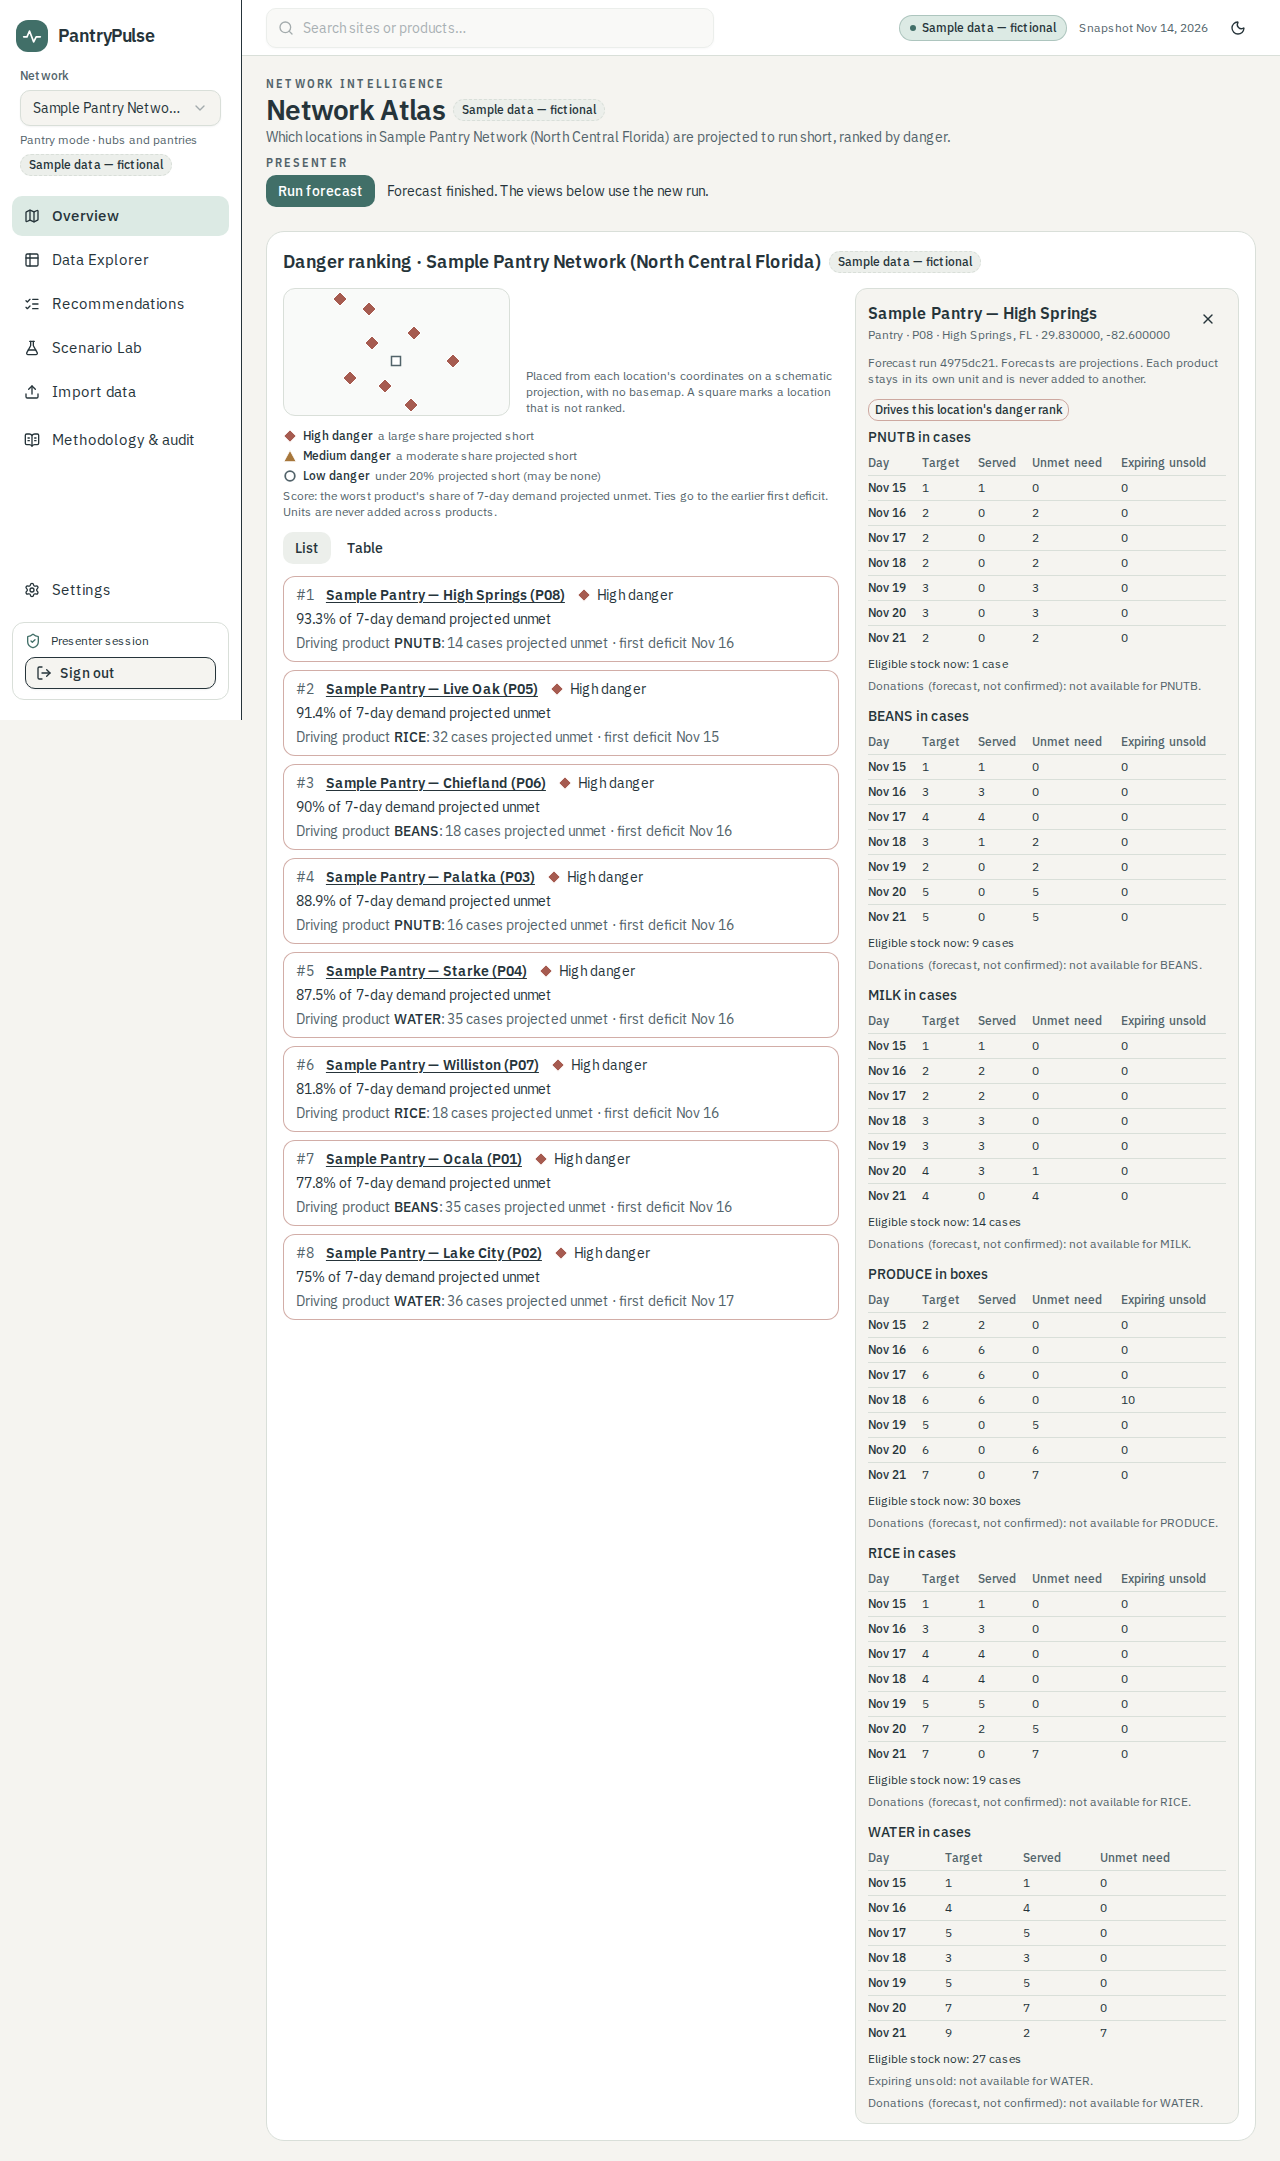 PantryPulse
Network
Sample Pantry Netwo...
Pantry mode · hubs and pantries
Sample data — fictional
Overview
Data Explorer
Recommendations
Scenario Lab
Import data
Methodology & audit
Settings
Presenter session
Sign out
Search sites or products...
Sample data — fictional
Snapshot Nov 14, 2026
NETWORK INTELLIGENCE
Network Atlas Sample data — fictional
Which locations in Sample Pantry Network (North Central Florida) are projected to run short, ranked by danger.
PRESENTER
Run forecast Forecast finished. The views below use the new run.
Danger ranking · Sample Pantry Network (North Central Florida) Sample data — fictional
Placed from each location's coordinates on a schematic
projection, with no basemap. A square marks a location
that is not ranked.
High danger a large share projected short
Medium danger a moderate share projected short
Low danger under 20% projected short (may be none)
Score: the worst product's share of 7-day demand projected unmet. Ties go to the earlier first deficit.
Units are never added across products.
List Table
#1 Sample Pantry — High Springs (P08) High danger
93.3% of 7-day demand projected unmet
Driving product PNUTB: 14 cases projected unmet · first deficit Nov 16
#2 Sample Pantry — Live Oak (P05) High danger
91.4% of 7-day demand projected unmet
Driving product RICE: 32 cases projected unmet · first deficit Nov 15
#3 Sample Pantry — Chiefland (P06) High danger
90% of 7-day demand projected unmet
Driving product BEANS: 18 cases projected unmet · first deficit Nov 16
#4 Sample Pantry — Palatka (P03) High danger
88.9% of 7-day demand projected unmet
Driving product PNUTB: 16 cases projected unmet · first deficit Nov 16
#5 Sample Pantry — Starke (P04) High danger
87.5% of 7-day demand projected unmet
Driving product WATER: 35 cases projected unmet · first deficit Nov 16
#6 Sample Pantry — Williston (P07) High danger
81.8% of 7-day demand projected unmet
Driving product RICE: 18 cases projected unmet · first deficit Nov 16
#7 Sample Pantry — Ocala (P01) High danger
77.8% of 7-day demand projected unmet
Driving product BEANS: 35 cases projected unmet · first deficit Nov 16
#8 Sample Pantry — Lake City (P02) High danger
75% of 7-day demand projected unmet
Driving product WATER: 36 cases projected unmet · first deficit Nov 17
Sample Pantry — High Springs
Pantry · P08 · High Springs, FL · 29.830000, -82.600000
Forecast run 4975dc21. Forecasts are projections. Each product
stays in its own unit and is never added to another.
Drives this location's danger rank
PNUTB in cases
Day Target Served Unmet need Expiring unsold
Nov 15 1 1 0 0
Nov 16 2 0 2 0
Nov 17 2 0 2 0
Nov 18 2 0 2 0
Nov 19 3 0 3 0
Nov 20 3 0 3 0
Nov 21 2 0 2 0
Eligible stock now: 1 case
Donations (forecast, not confirmed): not available for PNUTB.
BEANS in cases
Day Target Served Unmet need Expiring unsold
Nov 15 1 1 0 0
Nov 16 3 3 0 0
Nov 17 4 4 0 0
Nov 18 3 1 2 0
Nov 19 2 0 2 0
Nov 20 5 0 5 0
Nov 21 5 0 5 0
Eligible stock now: 9 cases
Donations (forecast, not confirmed): not available for BEANS.
MILK in cases
Day Target Served Unmet need Expiring unsold
Nov 15 1 1 0 0
Nov 16 2 2 0 0
Nov 17 2 2 0 0
Nov 18 3 3 0 0
Nov 19 3 3 0 0
Nov 20 4 3 1 0
Nov 21 4 0 4 0
Eligible stock now: 14 cases
Donations (forecast, not confirmed): not available for MILK.
PRODUCE in boxes
Day Target Served Unmet need Expiring unsold
Nov 15 2 2 0 0
Nov 16 6 6 0 0
Nov 17 6 6 0 0
Nov 18 6 6 0 10
Nov 19 5 0 5 0
Nov 20 6 0 6 0
Nov 21 7 0 7 0
Eligible stock now: 30 boxes
Donations (forecast, not confirmed): not available for PRODUCE.
RICE in cases
Day Target Served Unmet need Expiring unsold
Nov 15 1 1 0 0
Nov 16 3 3 0 0
Nov 17 4 4 0 0
Nov 18 4 4 0 0
Nov 19 5 5 0 0
Nov 20 7 2 5 0
Nov 21 7 0 7 0
Eligible stock now: 19 cases
Donations (forecast, not confirmed): not available for RICE.
WATER in cases
Day Target Served Unmet need
Nov 15 1 1 0
Nov 16 4 4 0
Nov 17 5 5 0
Nov 18 3 3 0
Nov 19 5 5 0
Nov 20 7 7 0
Nov 21 9 2 7
Eligible stock now: 27 cases
Expiring unsold: not available for WATER.
Donations (forecast, not confirmed): not available for WATER.